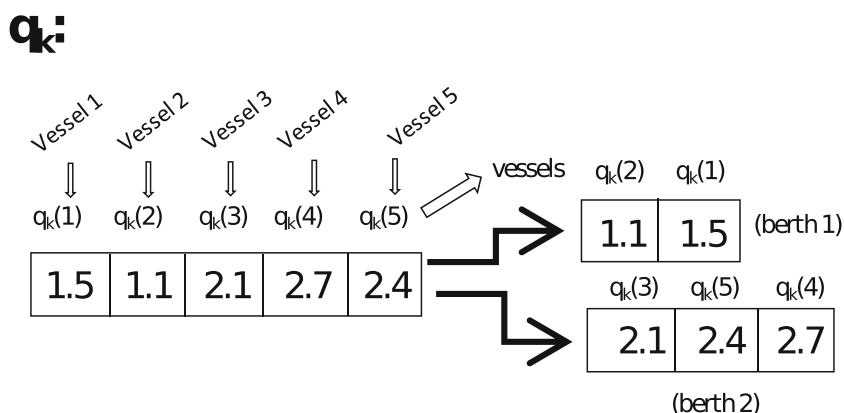 qk:
Vessel 1 Vessel 2 Vessel 3 Vessel 4 Vessel 5
vessels qk(2) qk(1)
qk(1) qk(2) qk(3) qk(4) qk(5)
1.1 1.5 (berth 1)
1.5 1.1 2.1 2.7 2.4
qk(3) qk(5) qk(4)
2.1 2.4 2.7
(berth 2)